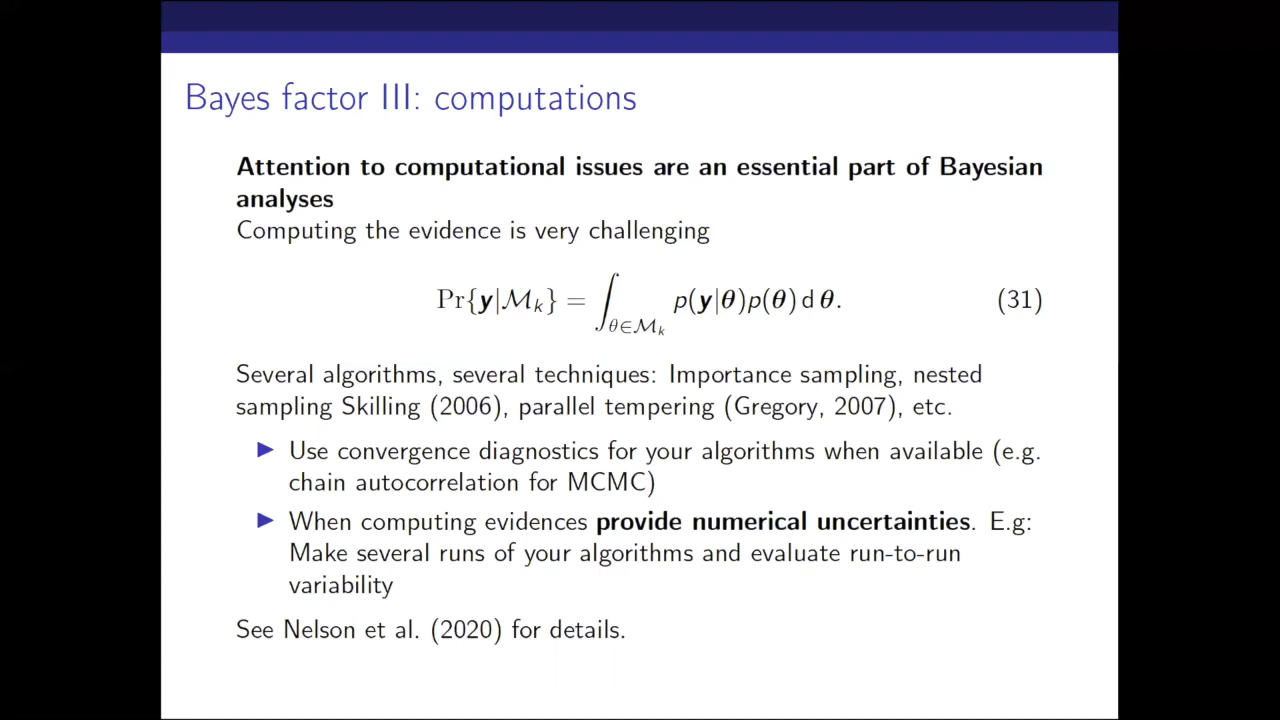 Bayes factor III: computations
Attention to computational issues are an essential part of Bayesian
analyses
Computing the evidence is very challenging
Pr{y|ℳₖ} = ∫_{θ∈ℳₖ} p(y|θ)p(θ) d θ. (31)
Several algorithms, several techniques: Importance sampling, nested
sampling Skilling (2006), parallel tempering (Gregory, 2007), etc.
▶ Use convergence diagnostics for your algorithms when available (e.g.
chain autocorrelation for MCMC)
▶ When computing evidences provide numerical uncertainties. E.g:
Make several runs of your algorithms and evaluate run-to-run
variability
See Nelson et al. (2020) for details.